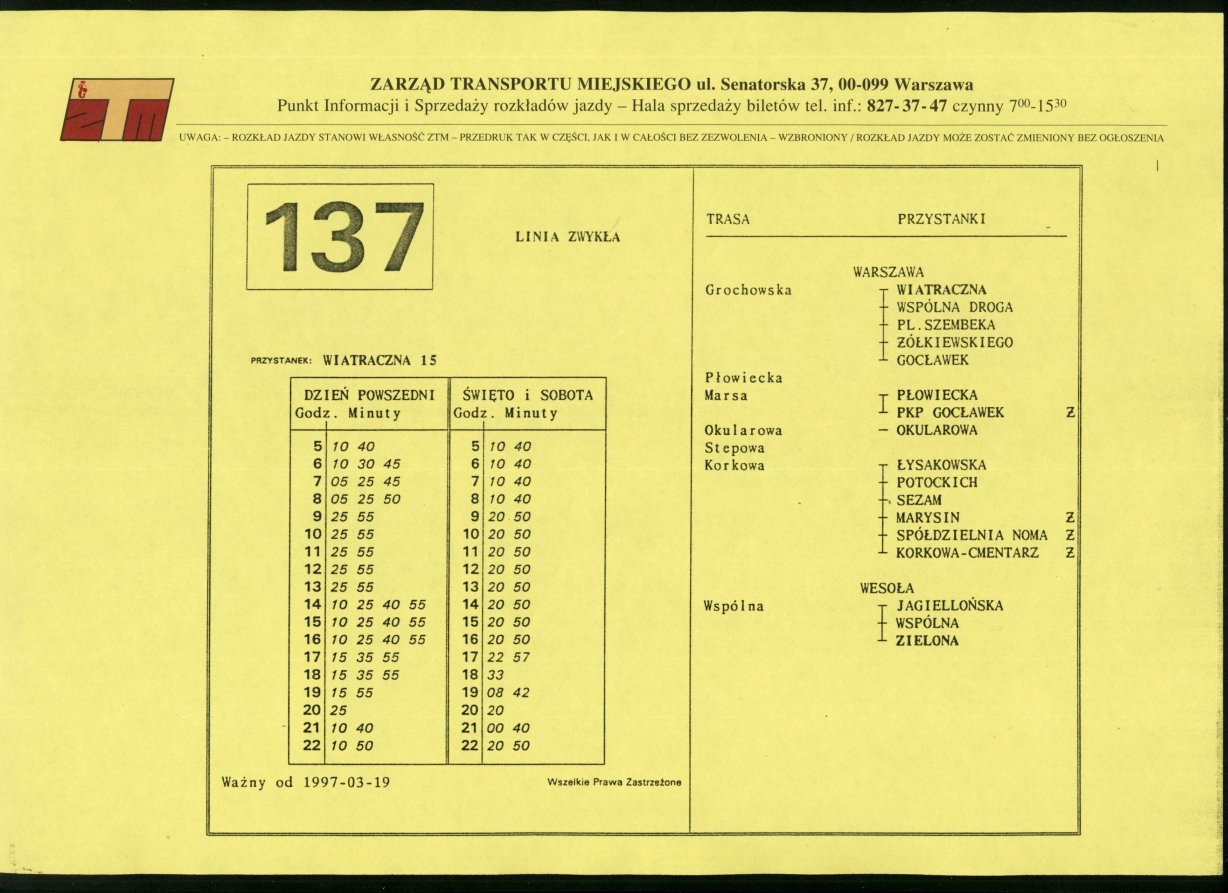 ZTM
ZARZĄD TRANSPORTU MIEJSKIEGO ul. Senatorska 37, 00-099 Warszawa
Punkt Informacji i Sprzedaży rozkładów jazdy – Hala sprzedaży biletów tel. inf.: 827-37-47 czynny 7⁰⁰-15³⁰
UWAGA: – ROZKŁAD JAZDY STANOWI WŁASNOŚĆ ZTM – PRZEDRUK TAK W CZĘŚCI, JAK I W CAŁOŚCI BEZ ZEZWOLENIA – WZBRONIONY / ROZKŁAD JAZDY MOŻE ZOSTAĆ ZMIENIONY BEZ OGŁOSZENIA
137
LINIA ZWYKŁA
PRZYSTANEK: WIATRACZNA 15
DZIEŃ POWSZEDNI ŚWIĘTO i SOBOTA
Godz. Minuty Godz. Minuty
5 10 40 5 10 40
6 10 30 45 6 10 40
7 05 25 45 7 10 40
8 05 25 50 8 10 40
9 25 55 9 20 50
10 25 55 10 20 50
11 25 55 11 20 50
12 25 55 12 20 50
13 25 55 13 20 50
14 10 25 40 55 14 20 50
15 10 25 40 55 15 20 50
16 10 25 40 55 16 20 50
17 15 35 55 17 22 57
18 15 35 55 18 33
19 15 55 19 08 42
20 25 20 20
21 10 40 21 00 40
22 10 50 22 20 50
Ważny od 1997-03-19 Wszelkie Prawa Zastrzeżone
TRASA PRZYSTANKI
WARSZAWA
Grochowska WIATRACZNA
WSPÓLNA DROGA
PL.SZEMBEKA
ŻÓŁKIEWSKIEGO
GOCŁAWEK
Płowiecka
Marsa PŁOWIECKA
PKP GOCŁAWEK Ż
Okularowa – OKULAROWA
Stepowa
Korkowa ŁYSAKOWSKA
POTOCKICH
SEZAM
MARYSIN Ż
SPÓŁDZIELNIA NOMA Ż
KORKOWA-CMENTARZ Ż
WESOŁA
Wspólna JAGIELLOŃSKA
WSPÓLNA
ZIELONA